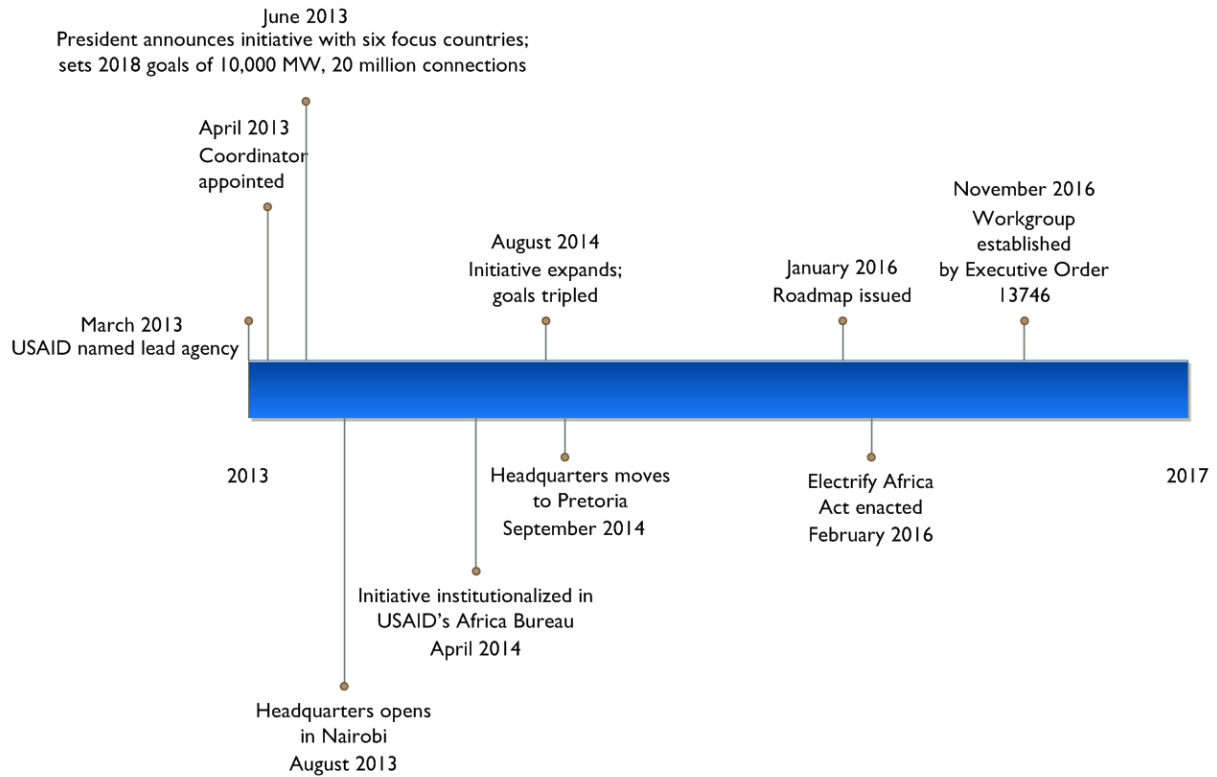 June 2013
President announces initiative with six focus countries;
sets 2018 goals of 10,000 MW, 20 million connections
April 2013
Coordinator
appointed
November 2016
Workgroup
established
by Executive Order
13746
August 2014
Initiative expands;
goals tripled
January 2016
Roadmap issued
March 2013
USAID named lead agency
2013
2017
Headquarters moves
to Pretoria
September 2014
Electrify Africa
Act enacted
February 2016
Initiative institutionalized in
USAID’s Africa Bureau
April 2014
Headquarters opens
in Nairobi
August 2013